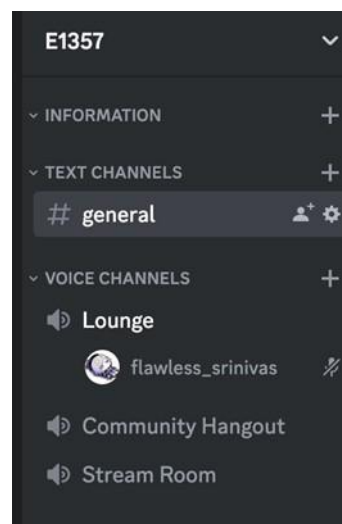 E1357
INFORMATION
TEXT CHANNELS
# general
VOICE CHANNELS
Lounge
flawless_srinivas
Community Hangout
Stream Room